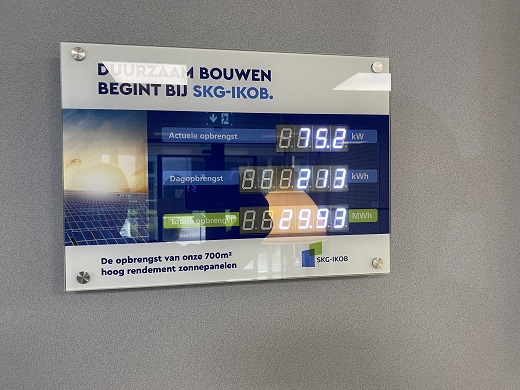 DUURZAAM BOUWEN
BEGINT BIJ SKG-IKOB.
Actuele opbrengst 75.2 kW
Dagopbrengst 213 kWh
Totale opbrengst 29.93 MWh
De opbrengst van onze 700m²
hoog rendement zonnepanelen
SKG-IKOB